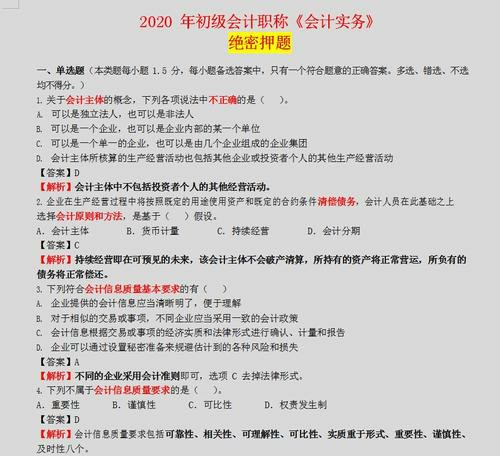 2020 年初级会计职称《会计实务》
绝密押题
一、单选题（本类题每小题 1.5 分，每小题备选答案中，只有一个符合题意的正确答案。多选、错选、不选
均不得分。）
1. 关于会计主体的概念，下列各项说法中不正确的是（ ）。
A. 可以是独立法人，也可以是非法人
B. 可以是一个企业，也可以是企业内部的某一个单位
C. 可以是一个单一的企业，也可以是由几个企业组成的企业集团
D. 会计主体所核算的生产经营活动也包括其他企业或投资者个人的其他生产经营活动
【答案】D
【解析】会计主体中不包括投资者个人的其他经营活动。
2. 企业在生产经营过程中将按照既定的用途使用资产和既定的合约条件清偿债务，会计人员在此基础之上
选择会计原则和方法，是基于（ ）假设。
A. 会计主体 B. 货币计量 C. 持续经营 D. 会计分期
【答案】C
【解析】持续经营即在可预见的未来，该会计主体不会破产清算，所持有的资产将正常营运，所负有的
债务将正常偿还。
3. 下列符合会计信息质量基本要求的有（ ）
A. 企业提供的会计信息应当清晰明了，便于理解
B. 对于相似的交易或事项，不同企业应当采用一致的会计政策
C. 会计信息根据交易或事项的经济实质和法律形式进行确认、计量和报告
D. 企业可以通过设置秘密准备来规避估计到的各种风险和损失
【答案】A
【解析】不同的企业采用会计准则即可，选项 C 去掉法律形式。
4. 下列不属于会计信息质量要求的是（ ）。
A. 重要性 B. 谨慎性 C. 可比性 D. 权责发生制
【答案】D
【解析】会计信息质量要求包括可靠性、相关性、可理解性、可比性、实质重于形式、重要性、谨慎性、
及时性八个。